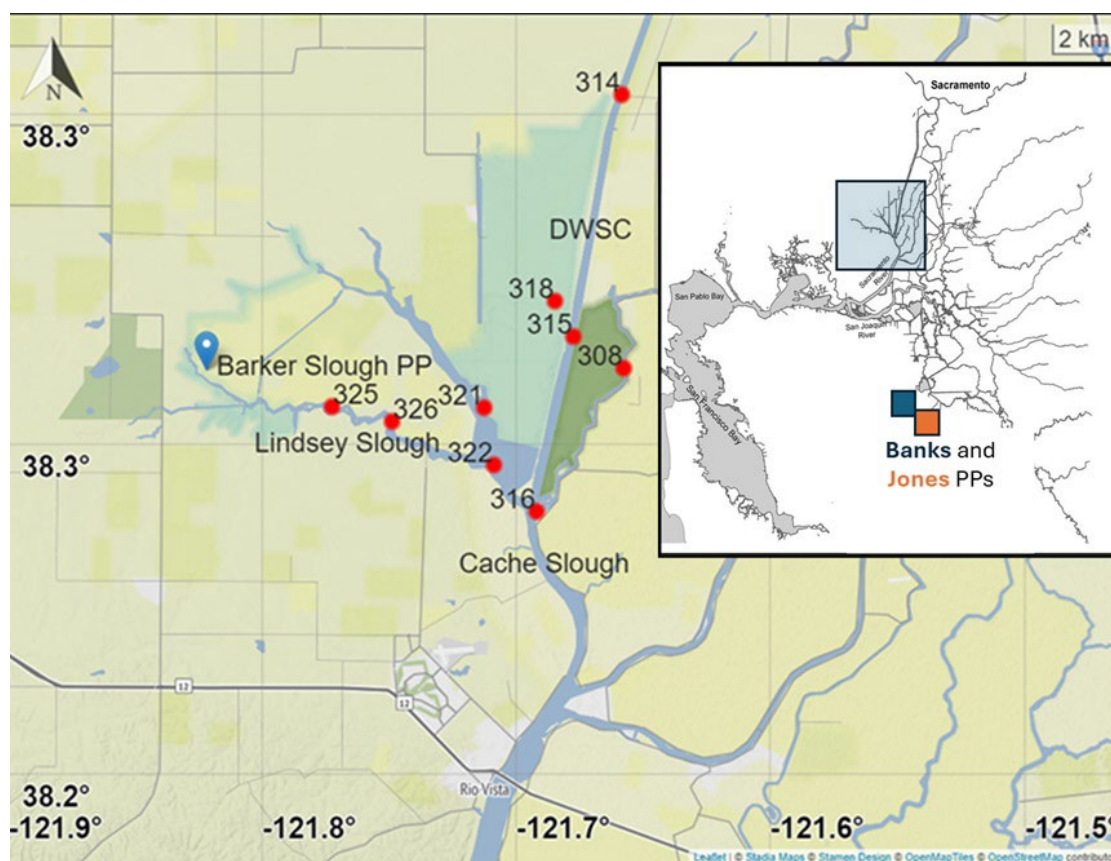 2 km
N
314
38.3°
DWSC
318
315
308
Barker Slough PP
325
326
321
Lindsey Slough
322
38.3°
316
Cache Slough
12
12
Rio Vista
38.2°
-121.9°
-121.8°
-121.7°
-121.6°
-121.5°
Leaflet | © Stadia Maps © Stamen Design © OpenMapTiles © OpenStreetMap contribut
Sacramento
Sacramento
River
San Pablo Bay
San Joaquin
River
San Francisco Bay
Banks and
Jones PPs